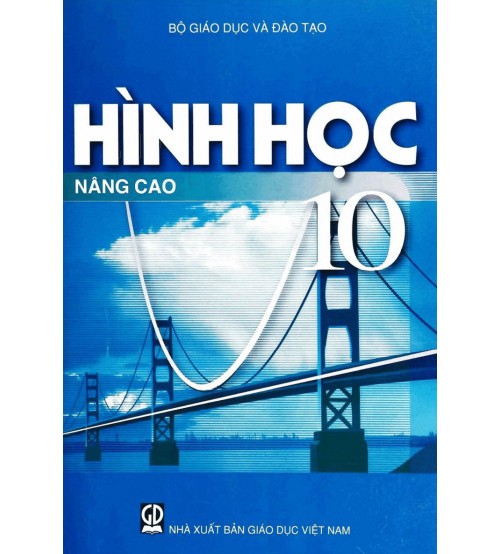 BỘ GIÁO DỤC VÀ ĐÀO TẠO
HÌNH HỌC
NÂNG CAO
10
GD
NHÀ XUẤT BẢN GIÁO DỤC VIỆT NAM